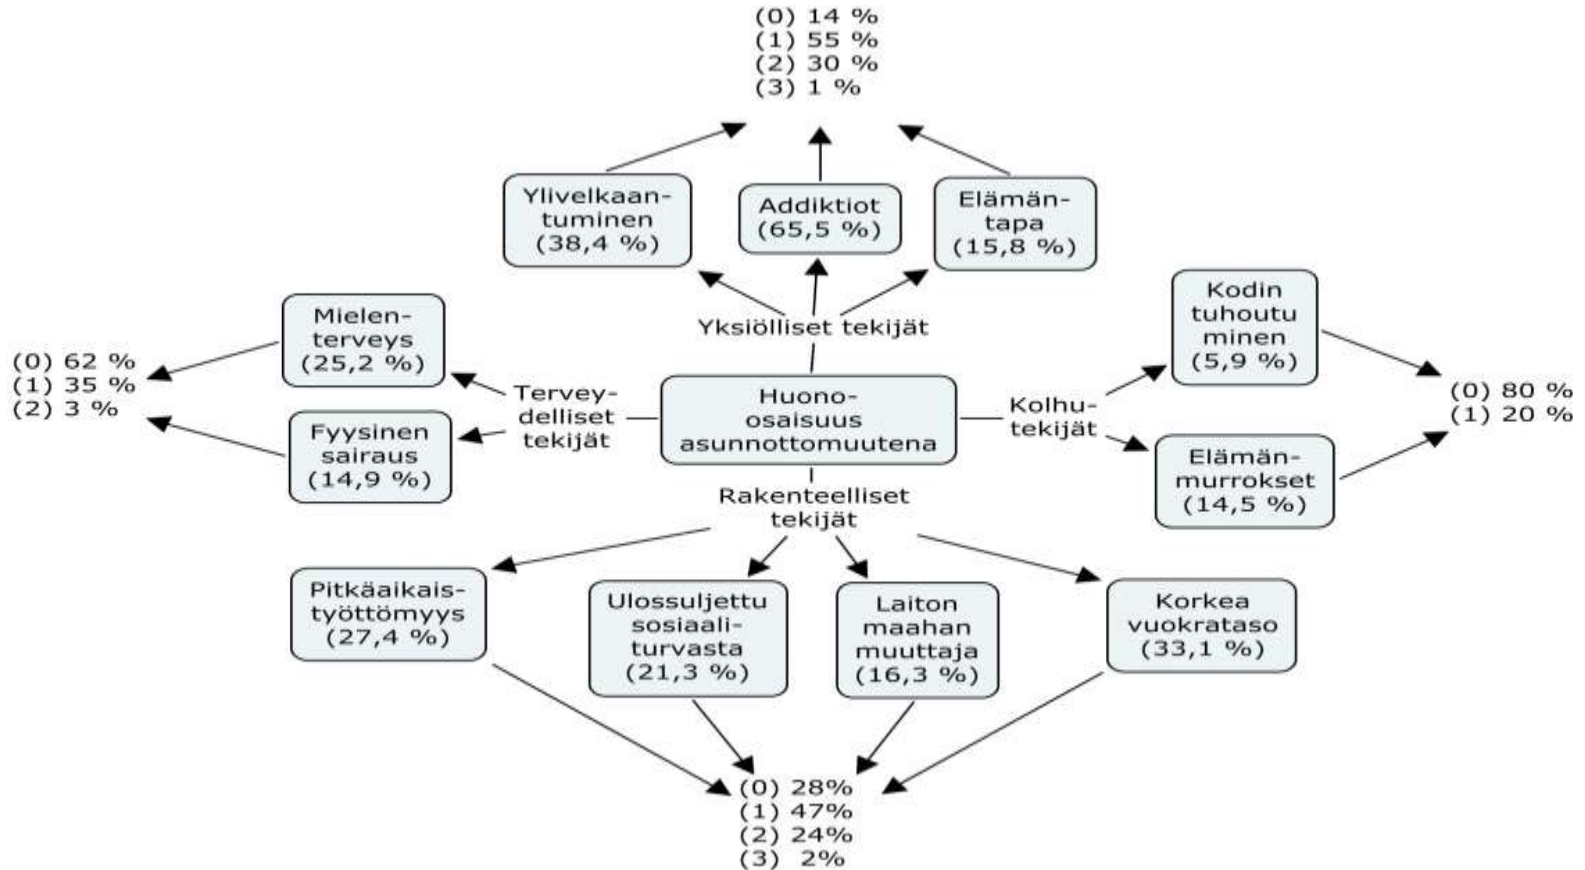 (0) 14 %
(1) 55 %
(2) 30 %
(3) 1 %
Ylivelkaan-
tuminen
(38,4 %)
Addiktiot
(65,5 %)
Elämän-
tapa
(15,8 %)
Yksiölliset tekijät
Mielen-
terveys
(25,2 %)
Kodin
tuhoutu
minen
(5,9 %)
(0) 62 %
(1) 35 %
(2) 3 %
Tervey-
delliset
tekijät
Huono-
osaisuus
asunnottomuutena
Kolhu-
tekijät
(0) 80 %
(1) 20 %
Fyysinen
sairaus
(14,9 %)
Elämän-
murrokset
(14,5 %)
Rakenteelliset
tekijät
Pitkäaikais-
työttömyys
(27,4 %)
Ulossuljettu
sosiaali-
turvasta
(21,3 %)
Laiton
maahan
muuttaja
(16,3 %)
Korkea
vuokrataso
(33,1 %)
(0) 28%
(1) 47%
(2) 24%
(3) 2%